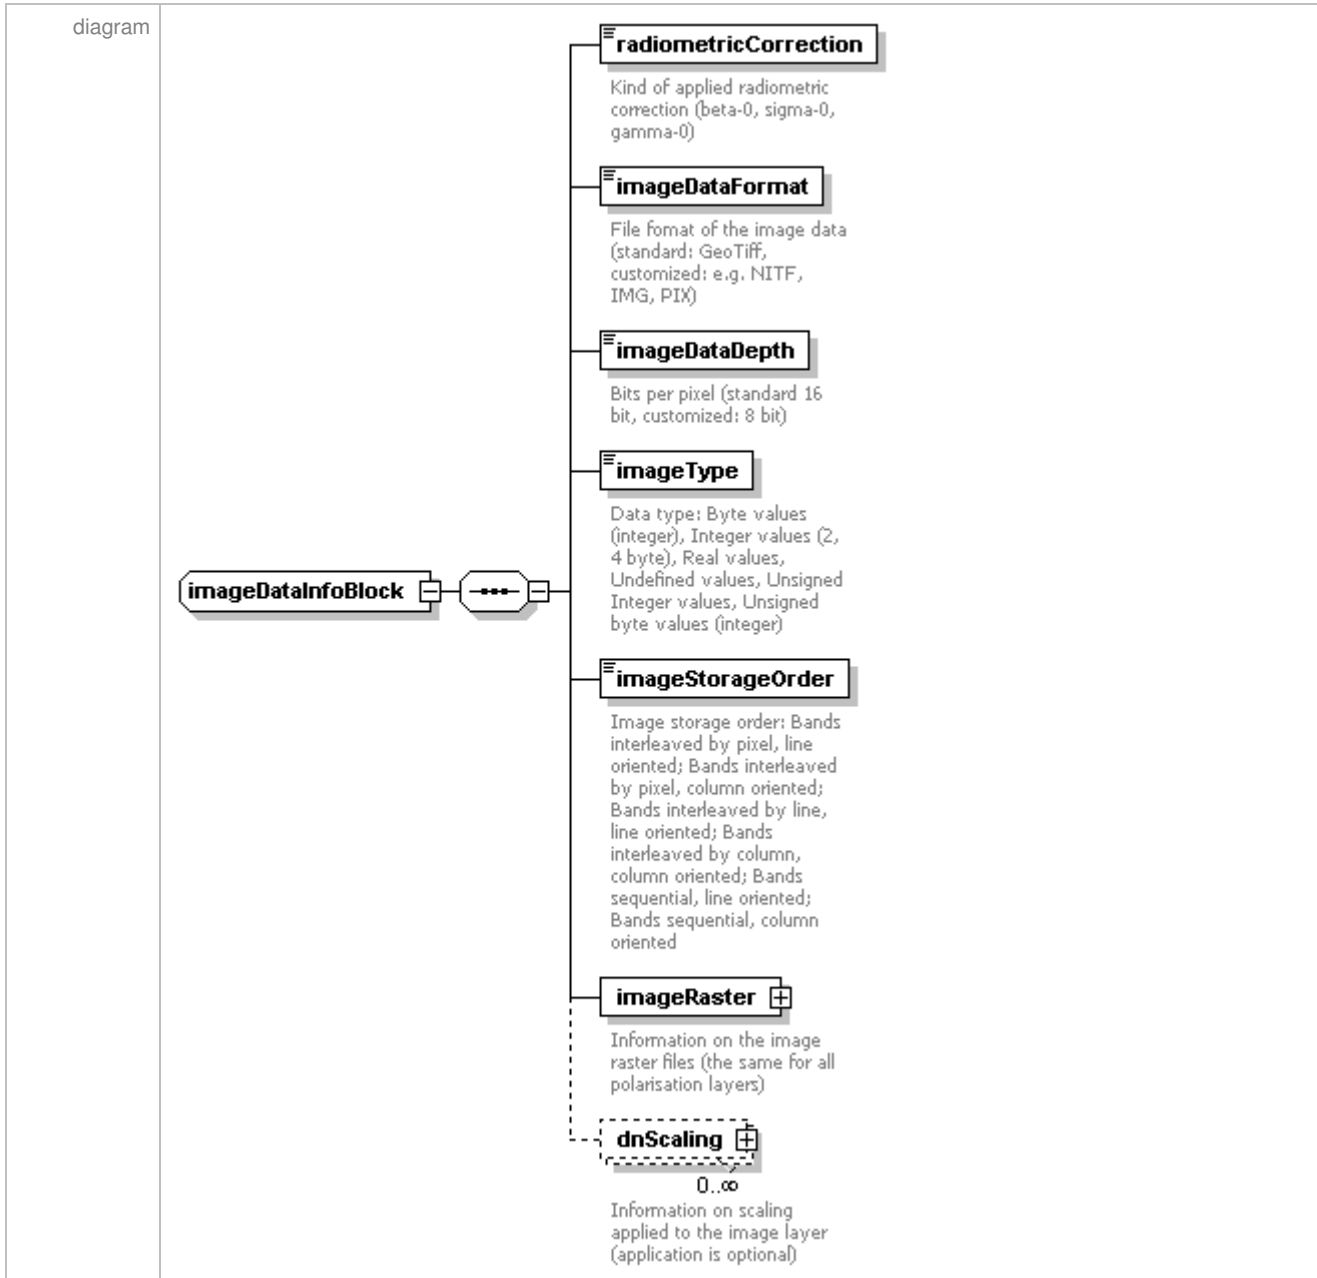 diagram
radiometricCorrection
Kind of applied radiometric
correction (beta-0, sigma-0,
gamma-0)
imageDataFormat
File fomat of the image data
(standard: GeoTiff,
customized: e.g. NITF,
IMG, PIX)
imageDataDepth
Bits per pixel (standard 16
bit, customized: 8 bit)
imageType
Data type: Byte values
(integer), Integer values (2,
4 byte), Real values,
Undefined values, Unsigned
Integer values, Unsigned
byte values (integer)
imageDataInfoBlock
imageStorageOrder
Image storage order: Bands
interleaved by pixel, line
oriented; Bands interleaved
by pixel, column oriented;
Bands interleaved by line,
line oriented; Bands
interleaved by column,
column oriented; Bands
sequential, line oriented;
Bands sequential, column
oriented
imageRaster
Information on the image
raster files (the same for all
polarisation layers)
dnScaling
0..∞
Information on scaling
applied to the image layer
(application is optional)